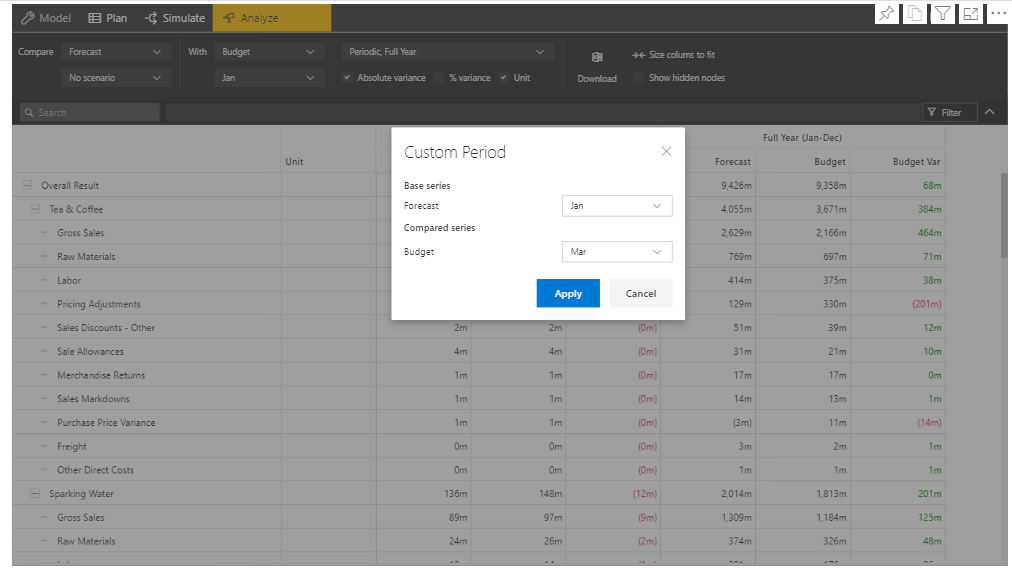 Model Plan Simulate Analyze
Compare Forecast With Budget Periodic, Full Year Size colums to fit
No scenario Jan Absolute variance % variance Unit Download Show hidden nodes
Search Filter
Full Year (Jan-Dec)
Unit Forecast Budget Budget Var
Custom Period
Base series
Forecast Jan
Compared series
Budget Mar
Apply Cancel
Overall Result 9,426m 9,358m 68m
Tea & Coffee 4,055m 3,671m 384m
Gross Sales 2,629m 2,166m 464m
Raw Materials 769m 697m 71m
Labor 414m 375m 38m
Pricing Adjustments 129m 330m (201m)
Sales Discounts - Other 2m 2m (0m) 51m 39m 12m
Sale Allowances 4m 4m (0m) 31m 21m 10m
Merchandise Returns 1m 1m (0m) 17m 17m 0m
Sales Markdowns 1m 1m (0m) 14m 13m 1m
Purchase Price Variance 1m 1m (0m) (3m) 11m (14m)
Freight 0m 0m (0m) 3m 2m 1m
Other Direct Costs 0m 0m (0m) 1m 1m 1m
Sparking Water 136m 148m (12m) 2,014m 1,813m 201m
Gross Sales 89m 97m (9m) 1,309m 1,184m 125m
Raw Materials 24m 26m (2m) 374m 326m 48m